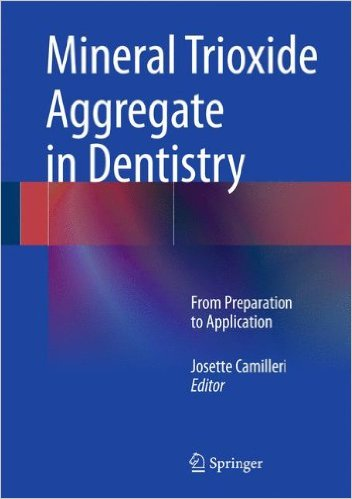 Mineral Trioxide
Aggregate
in Dentistry
From Preparation
to Application
Josette Camilleri
Editor
Springer